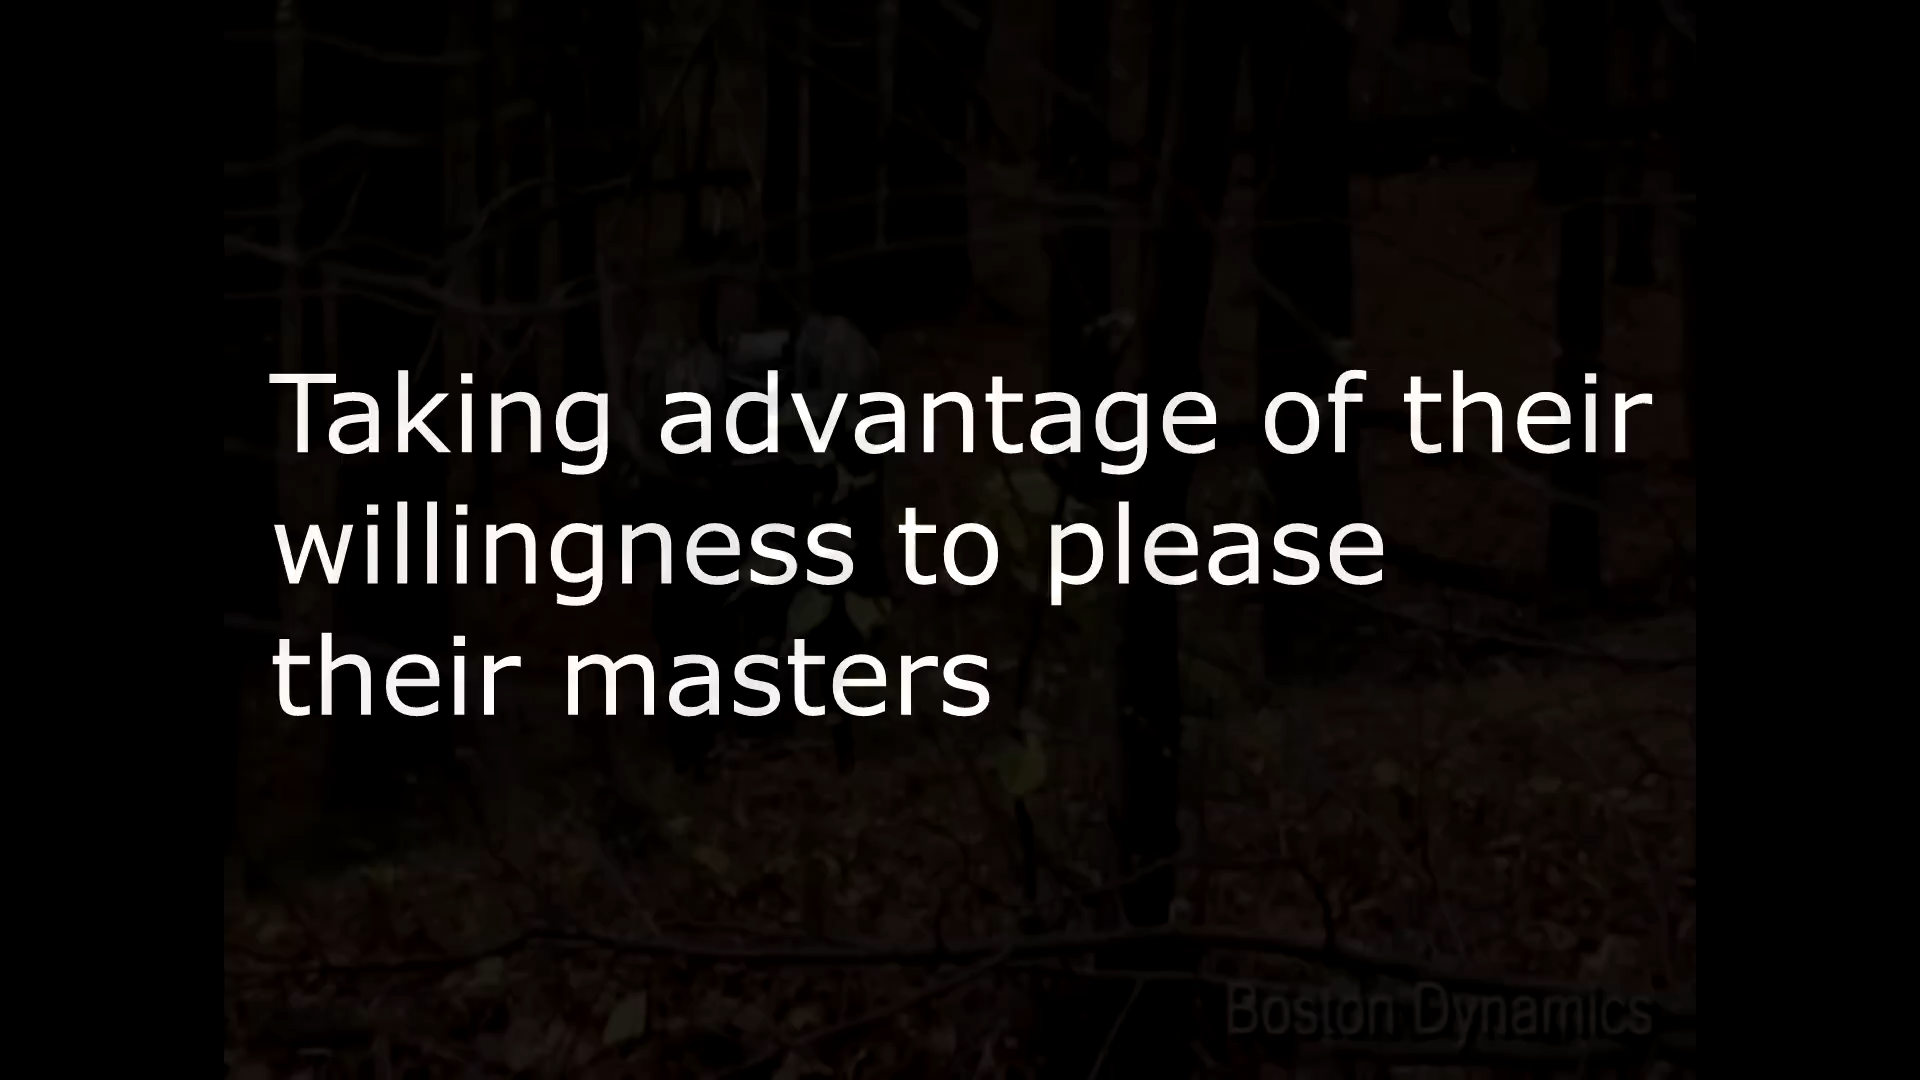 Taking advantage of their
willingness to please
their masters
Boston Dynamics